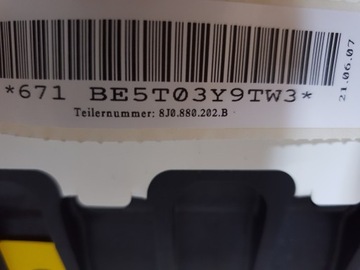 *671 BE5T03Y9TW3*
Teilernummer: 8J0.880.202.B
21.06.07